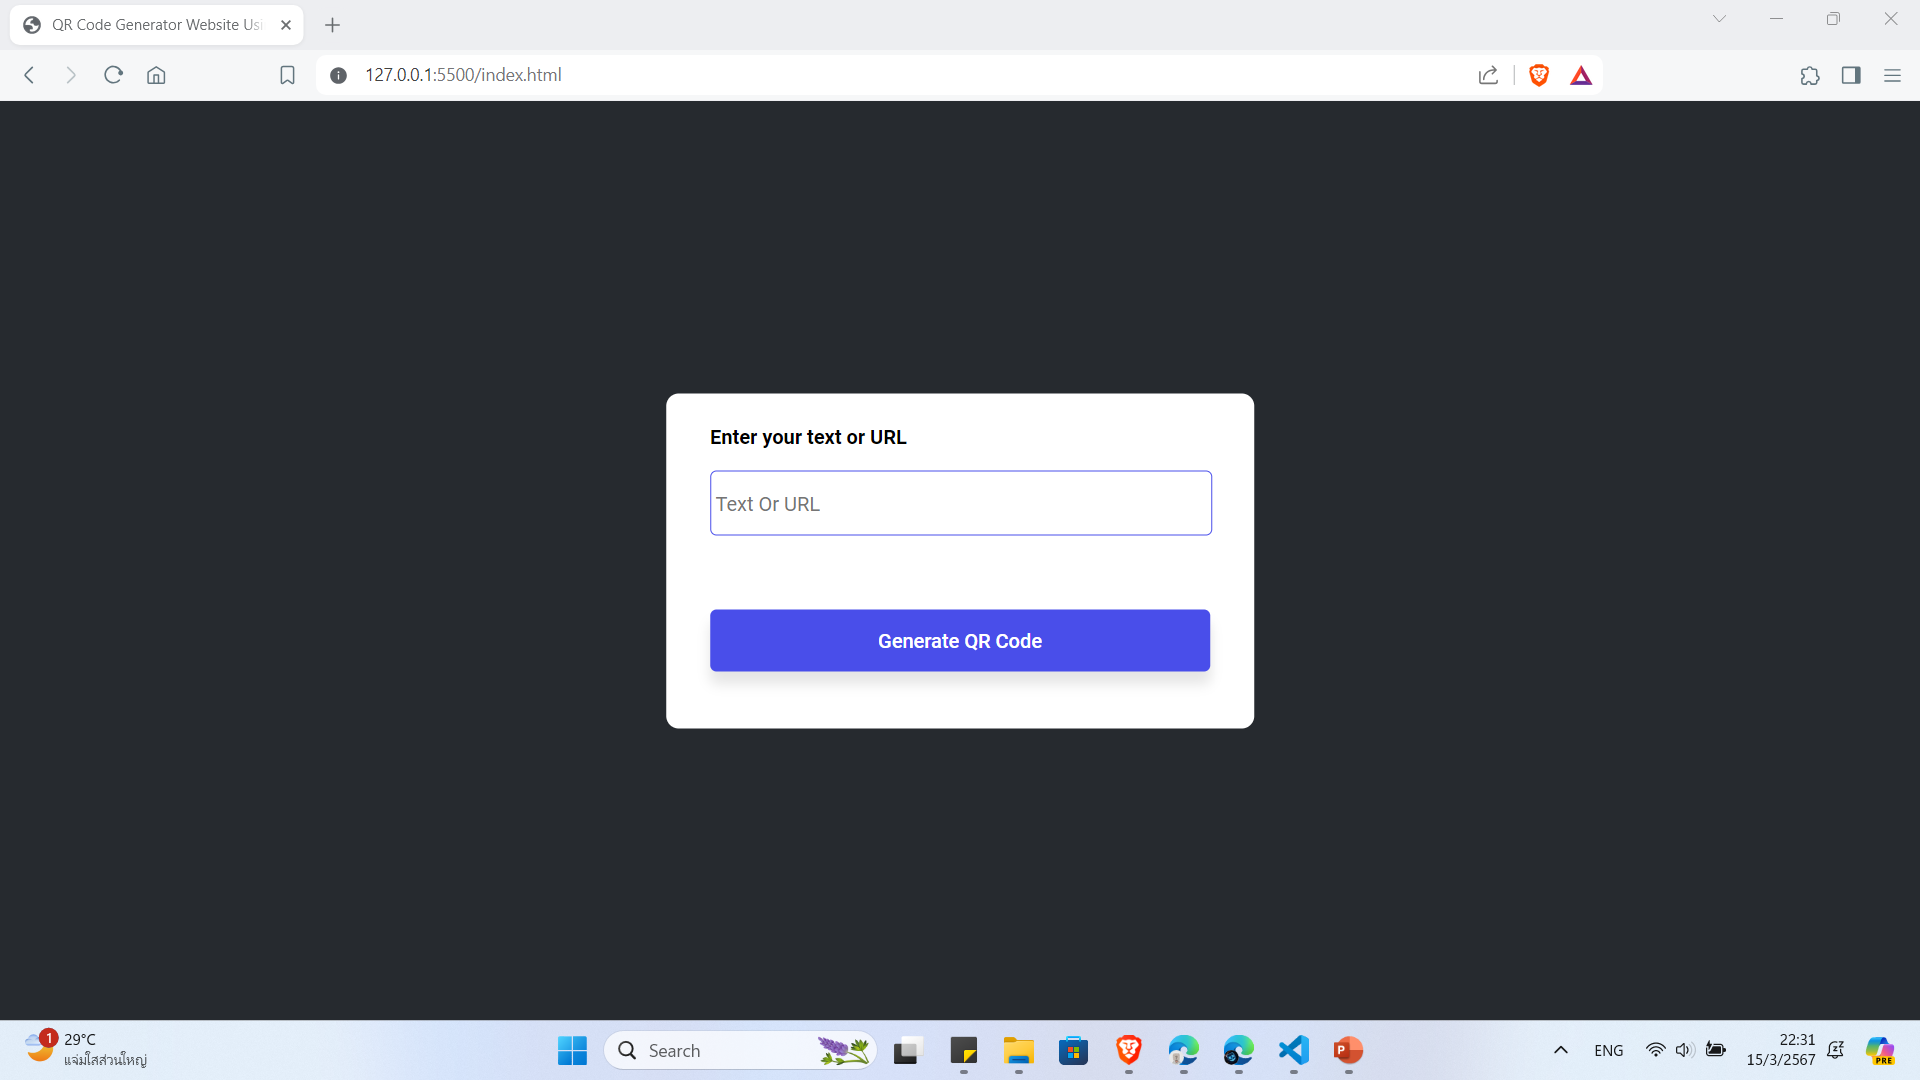 QR Code Generator Website Usi
127.0.0.1:5500/index.html
Enter your text or URL
Text Or URL
Generate QR Code
1
29°C
แจ่มใสส่วนใหญ่
Search
P
ENG
22:31
15/3/2567
PRE